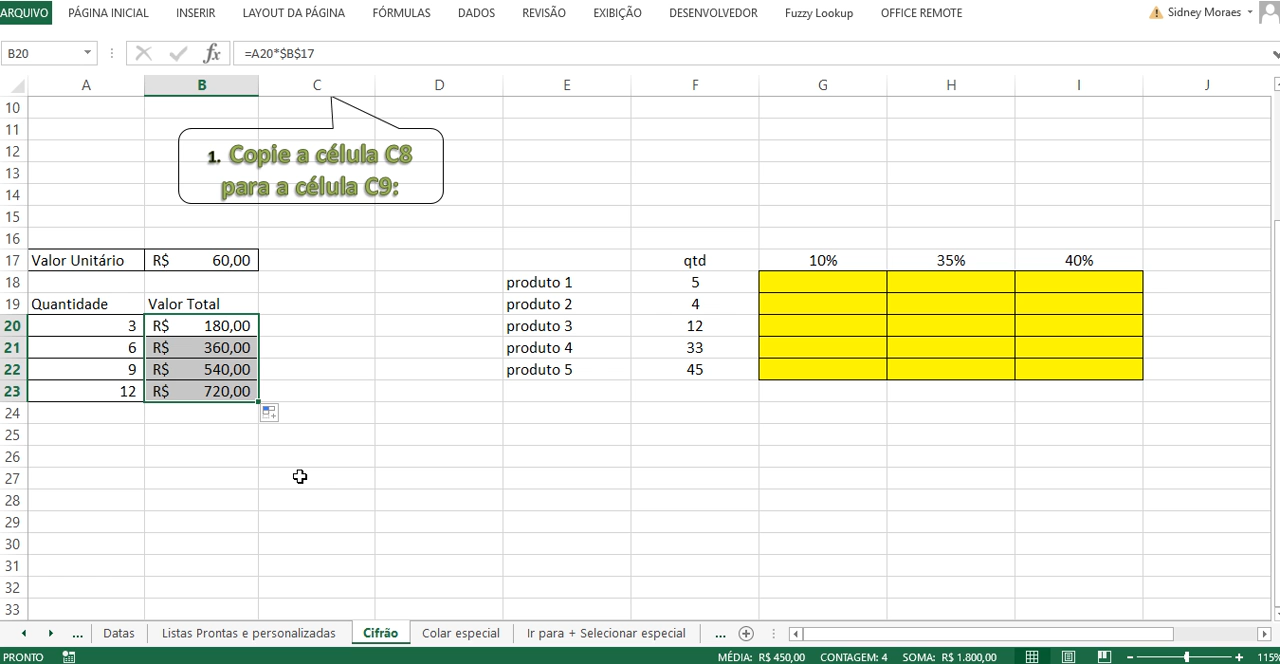 ARQUIVO PÁGINA INICIAL INSERIR LAYOUT DA PÁGINA FÓRMULAS DADOS REVISÃO EXIBIÇÃO DESENVOLVEDOR Fuzzy Lookup OFFICE REMOTE Sidney Moraes
B20 fx =A20*$B$17
A B C D E F G H I J
10
11
12 1. Copie a célula C8
13
14 para a célula C9:
15
16
17 Valor Unitário R$ 60,00 qtd 10% 35% 40%
18 produto 1 5
19 Quantidade Valor Total produto 2 4
20 3 R$ 180,00 produto 3 12
21 6 R$ 360,00 produto 4 33
22 9 R$ 540,00 produto 5 45
23 12 R$ 720,00
24
25
26
27
28
29
30
31
32
33
... Datas Listas Prontas e personalizadas Cifrão Colar especial Ir para + Selecionar especial ...
PRONTO MÉDIA: R$ 450,00 CONTAGEM: 4 SOMA: R$ 1.800,00 115%